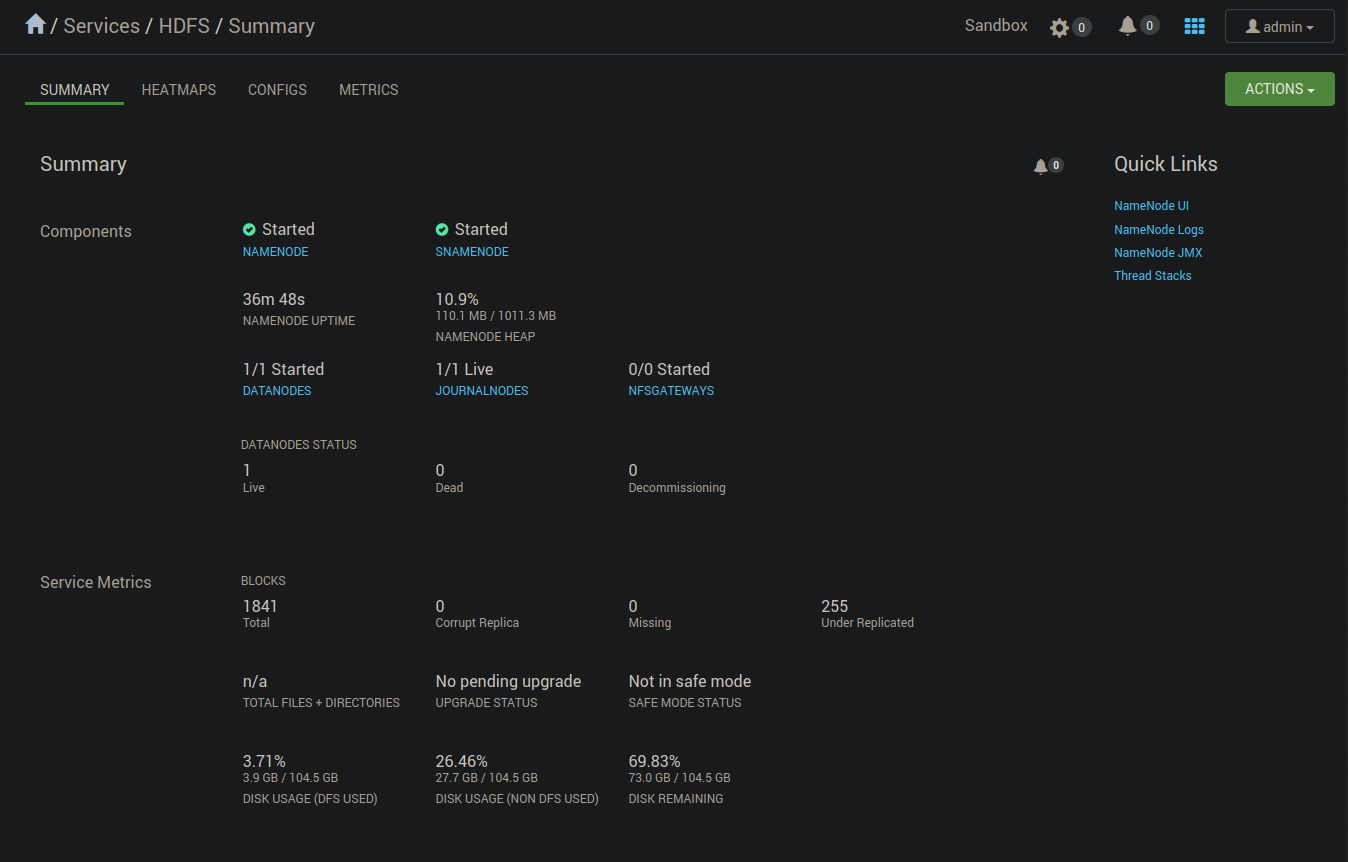 / Services / HDFS / Summary
Sandbox
0
0
admin
SUMMARY HEATMAPS CONFIGS METRICS
ACTIONS
Summary
0
Quick Links
NameNode UI
NameNode Logs
NameNode JMX
Thread Stacks
Components
Started
NAMENODE
Started
SNAMENODE
36m 48s
NAMENODE UPTIME
10.9%
110.1 MB / 1011.3 MB
NAMENODE HEAP
1/1 Started
DATANODES
1/1 Live
JOURNALNODES
0/0 Started
NFSGATEWAYS
DATANODES STATUS
1
Live
0
Dead
0
Decommissioning
Service Metrics
BLOCKS
1841
Total
0
Corrupt Replica
0
Missing
255
Under Replicated
n/a
TOTAL FILES + DIRECTORIES
No pending upgrade
UPGRADE STATUS
Not in safe mode
SAFE MODE STATUS
3.71%
3.9 GB / 104.5 GB
DISK USAGE (DFS USED)
26.46%
27.7 GB / 104.5 GB
DISK USAGE (NON DFS USED)
69.83%
73.0 GB / 104.5 GB
DISK REMAINING